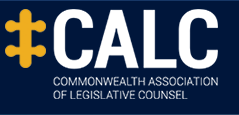 CALC
COMMONWEALTH ASSOCIATION
OF LEGISLATIVE COUNSEL